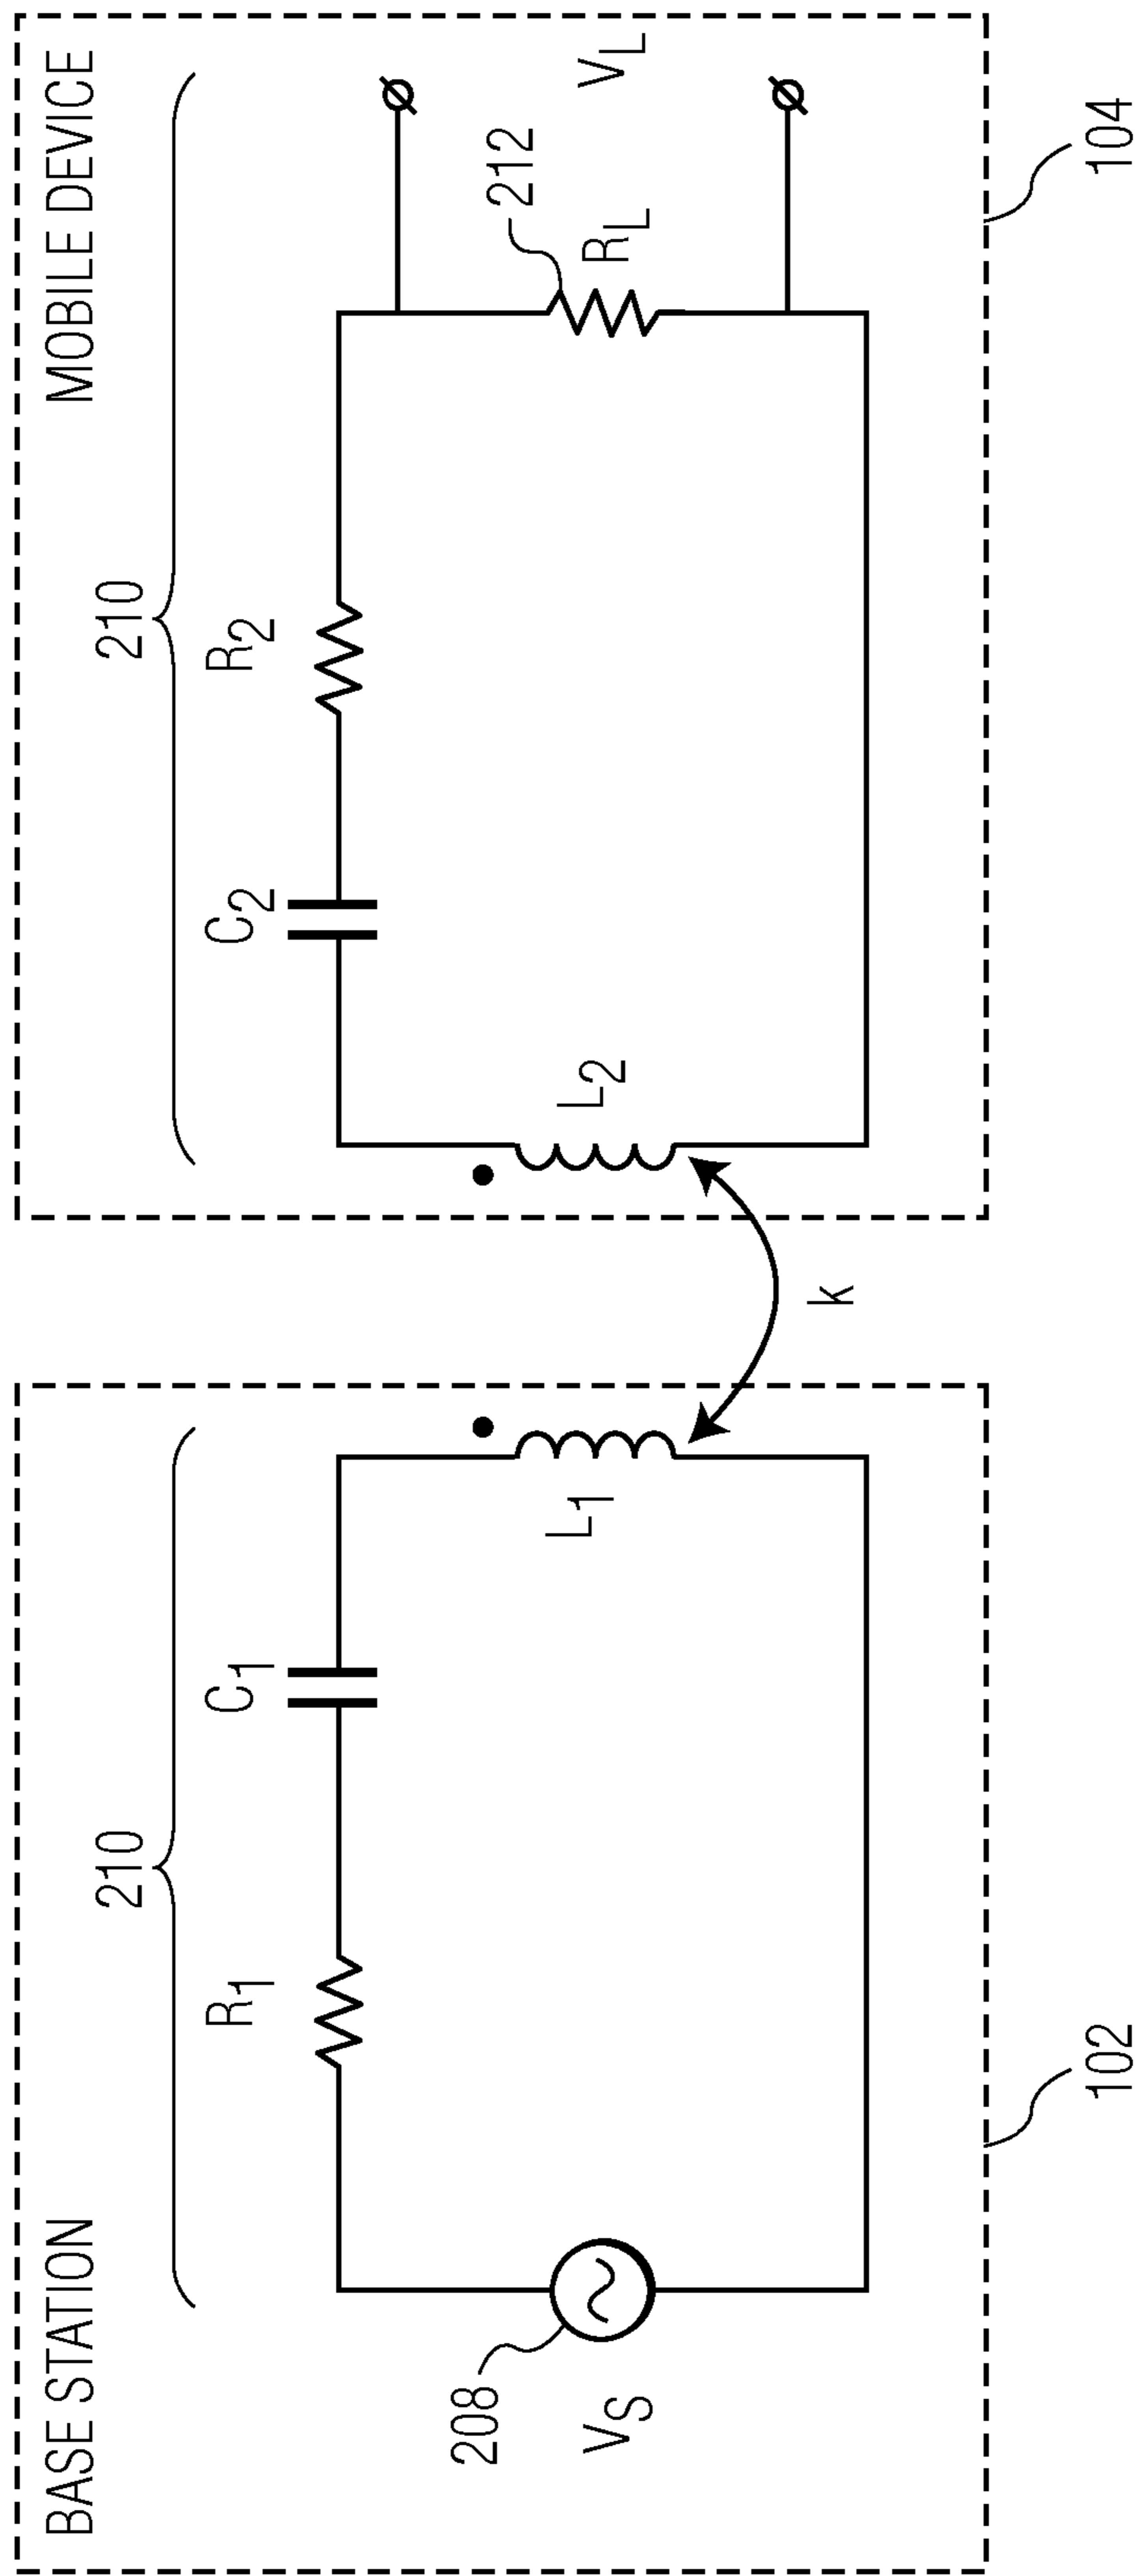 BASE STATION
MOBILE DEVICE
210
210
R1
C1
C2
R2
208
VS
L1
L2
212
RL
VL
k
102
104